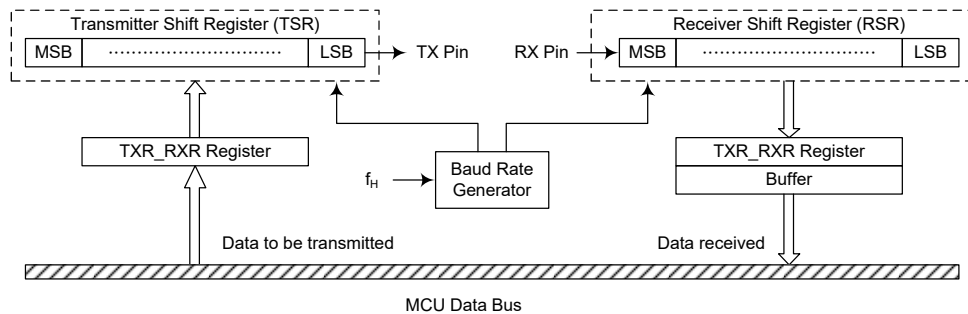 Transmitter Shift Register (TSR)
MSB ................................ LSB
TX Pin
RX Pin
Receiver Shift Register (RSR)
MSB ................................ LSB
TXR_RXR Register
fH
Baud Rate
Generator
TXR_RXR Register
Buffer
Data to be transmitted
Data received
MCU Data Bus